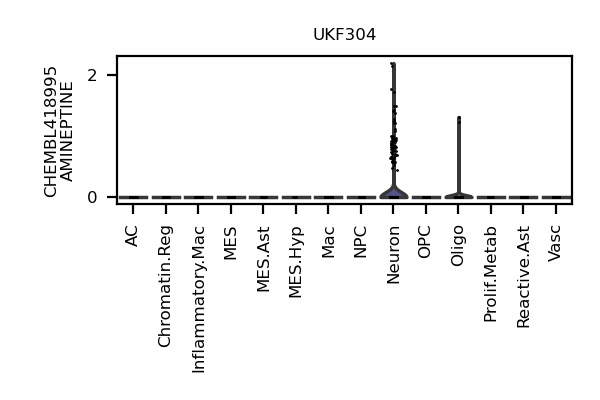 UKF304
CHEMBL418995
AMINEPTINE
2
0
AC
Chromatin.Reg
Inflammatory.Mac
MES
MES.Ast
MES.Hyp
Mac
NPC
Neuron
OPC
Oligo
Prolif.Metab
Reactive.Ast
Vasc